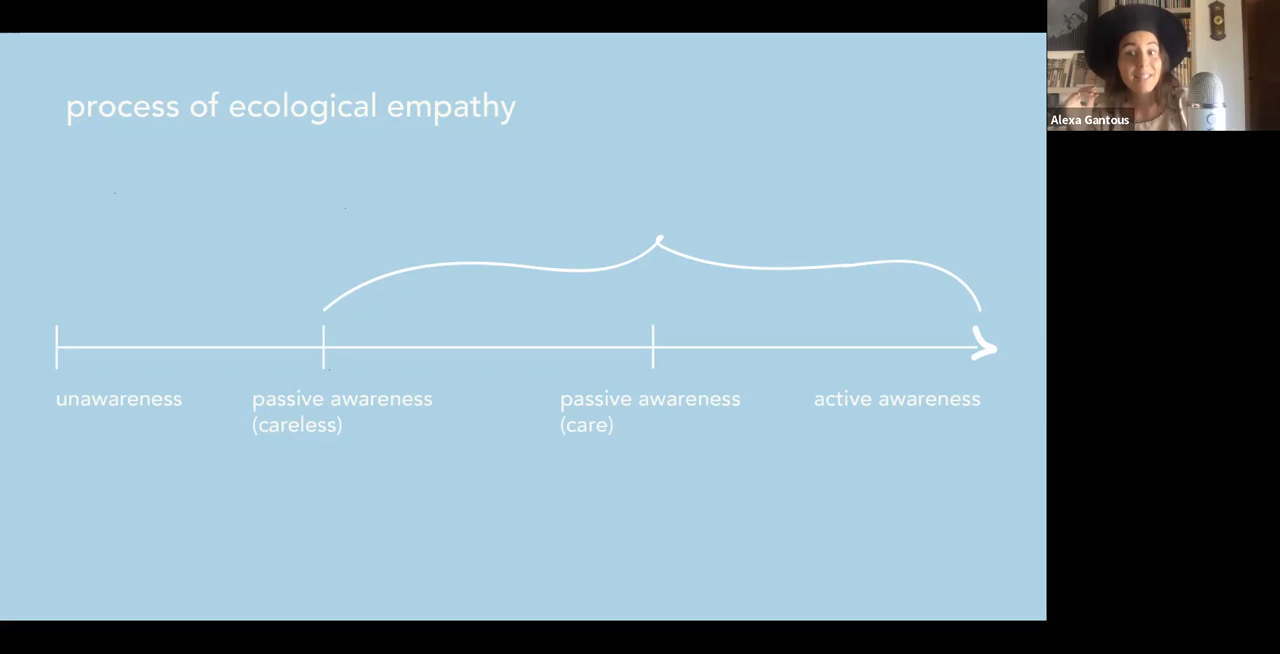 process of ecological empathy
Alexa Gantous
unawareness
passive awareness
(careless)
passive awareness
(care)
active awareness